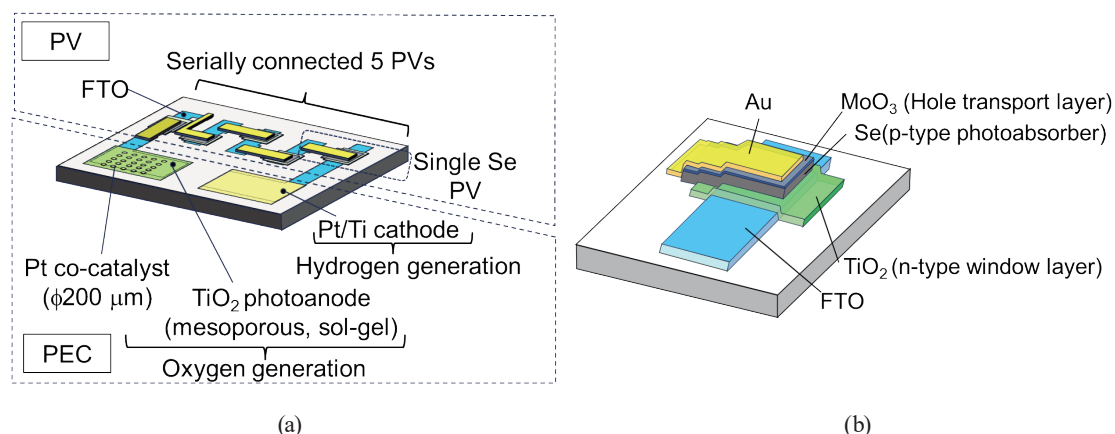 PV
Serially connected 5 PVs
FTO
Single Se
PV
Pt/Ti cathode
Hydrogen generation
Pt co-catalyst
(ϕ200 μm)
TiO₂ photoanode
(mesoporous, sol-gel)
Oxygen generation
PEC
(a)
Au
MoO₃ (Hole transport layer)
Se(p-type photoabsorber)
TiO₂ (n-type window layer)
FTO
(b)